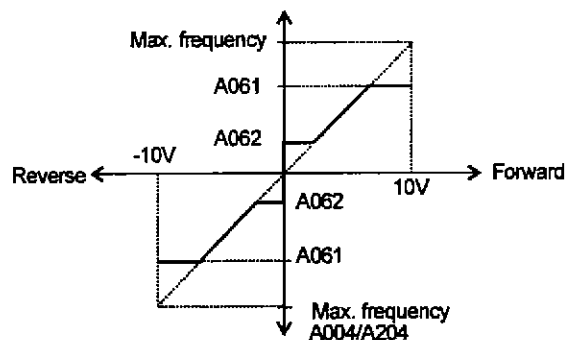 Max. frequency
A061
A062
-10V
Reverse
Forward
10V
A062
A061
Max. frequency
A004/A204